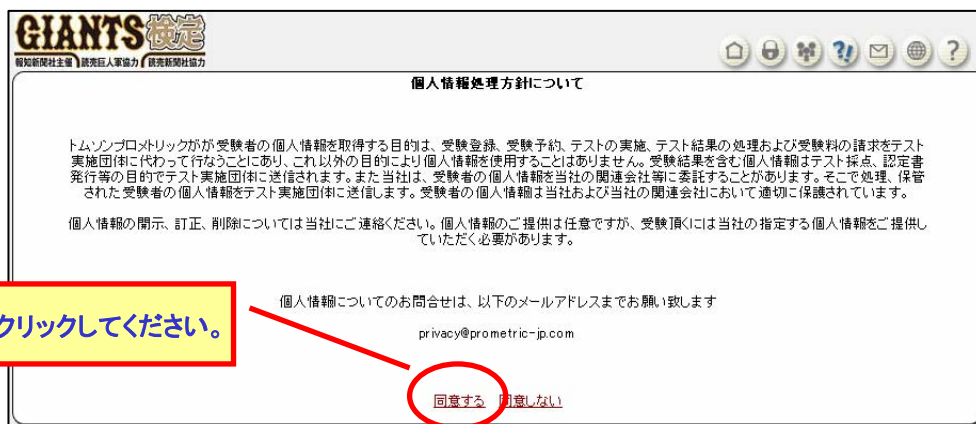 GIANTS検定
報知新聞社主催 読売巨人軍協力 読売新聞社協力
個人情報処理方針について
トムソンプロメトリックがが受験者の個人情報を取得する目的は、受験登録、受験予約、テストの実施、テスト結果の処理および受験料の請求をテスト
実施団体に代わって行なうことにあり、これ以外の目的により個人情報を使用することはありません。受験結果を含む個人情報はテスト採点、認定書
発行等の目的でテスト実施団体に送信されます。また当社は、受験者の個人情報を当社の関連会社等に委託することがあります。そこで処理、保管
された受験者の個人情報をテスト実施団体に送信します。受験者の個人情報は当社および当社の関連会社において適切に保護されています。
個人情報の開示、訂正、削除については当社にご連絡ください。個人情報のご提供は任意ですが、受験頂くには当社の指定する個人情報をご提供し
ていただく必要があります。
個人情報についてのお問合せは、以下のメールアドレスまでお願い致します
クリックしてください。
privacy@prometric-jp.com
同意する 同意しない